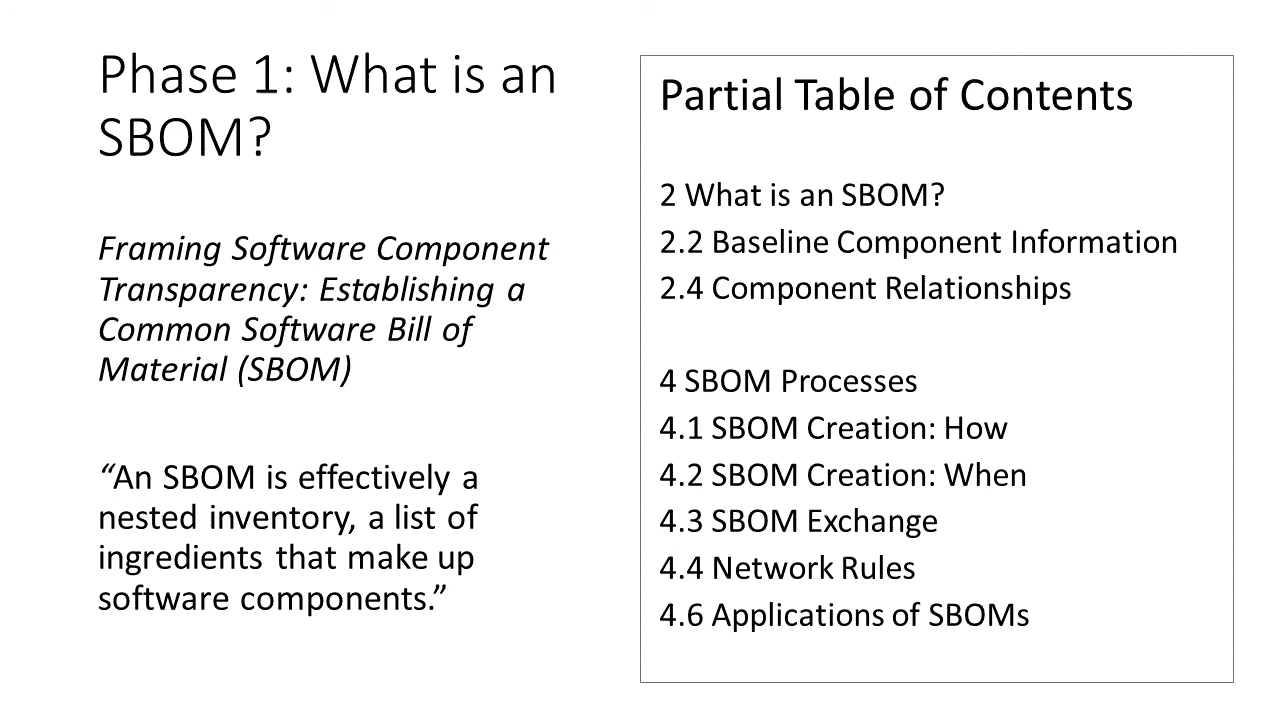 Phase 1: What is an
SBOM?
Framing Software Component
Transparency: Establishing a
Common Software Bill of
Material (SBOM)
“An SBOM is effectively a
nested inventory, a list of
ingredients that make up
software components.”
Partial Table of Contents
2 What is an SBOM?
2.2 Baseline Component Information
2.4 Component Relationships
4 SBOM Processes
4.1 SBOM Creation: How
4.2 SBOM Creation: When
4.3 SBOM Exchange
4.4 Network Rules
4.6 Applications of SBOMs